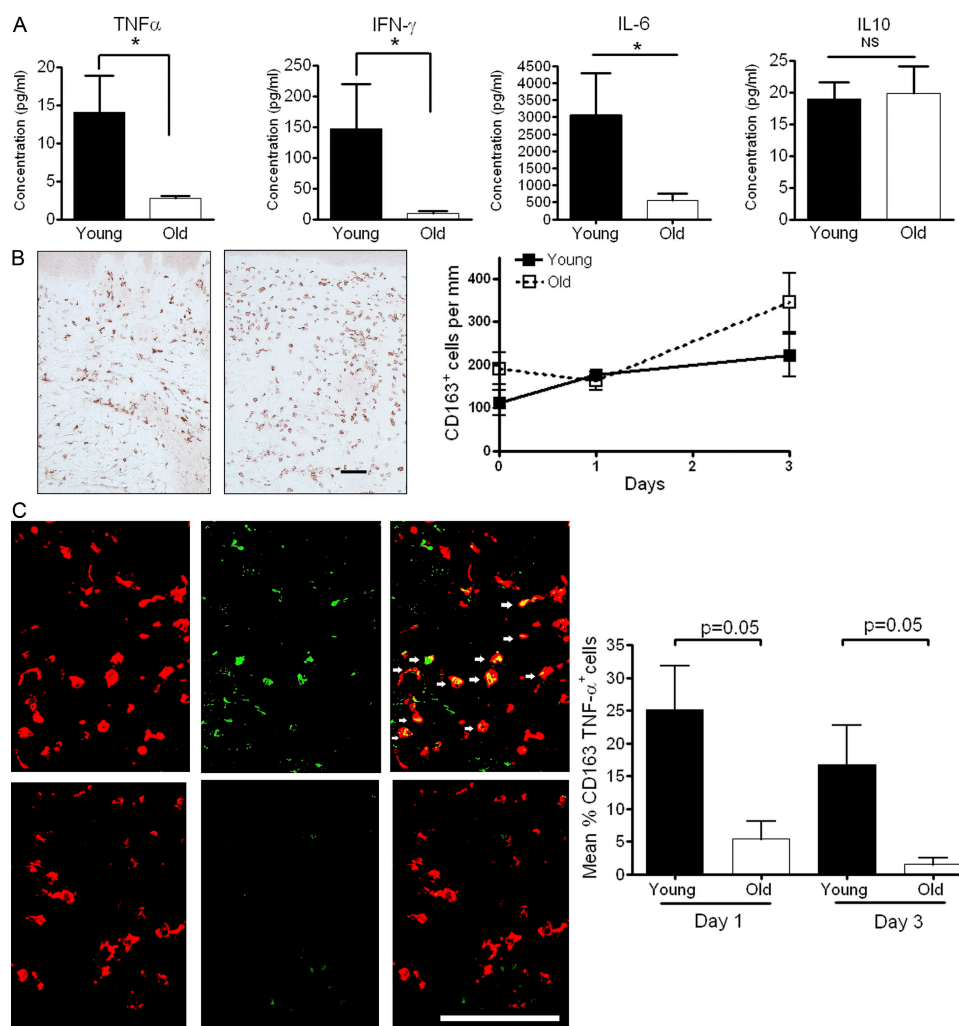 A
TNFα
IFN-γ
IL-6
IL10
*
*
*
NS
Concentration (pg/ml)
20
15
10
5
0
Young Old
Concentration (pg/ml)
250
200
150
100
50
0
Young Old
Concentration (pg/ml)
4500
4000
3500
3000
2500
2000
1500
1000
500
0
Young Old
Concentration (pg/ml)
25
20
15
10
5
0
Young Old
B
Young
Old
CD163+ cells per mm
400
300
200
100
0
0 1 2 3
Days
C
p=0.05 p=0.05
Mean % CD163 TNF-α+ cells
35
30
25
20
15
10
5
0
Young Old Young Old
Day 1 Day 3